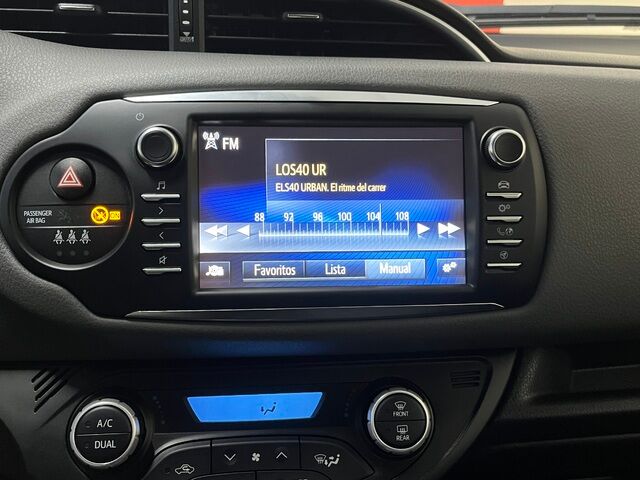 FM
LOS40 UR
ELS40 URBAN. El ritme del carrer
88 92 96 100 104 108
Favoritos Lista Manual
PASSENGER
AIR BAG
ON
A/C
DUAL
FRONT
REAR